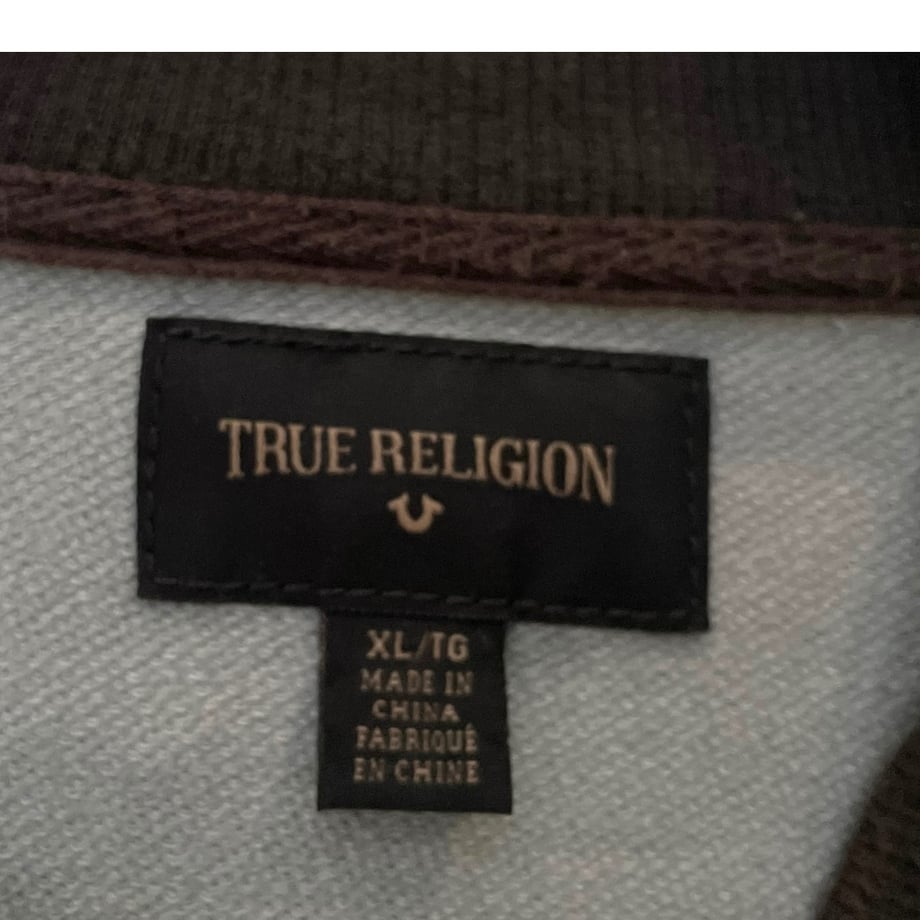 TRUE RELIGION
XL/TG
MADE IN
CHINA
FABRIQUÉ
EN CHINE